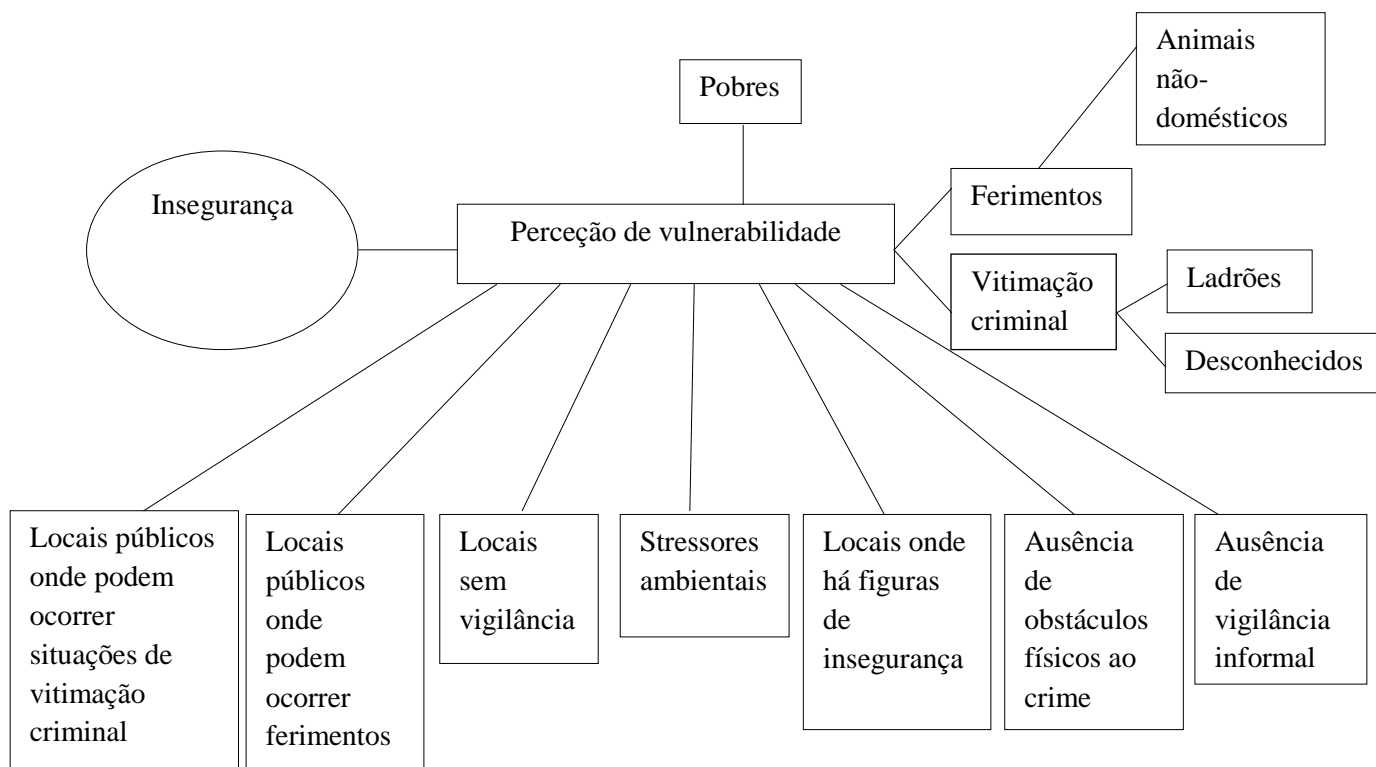 Animais
não-
domésticos
Pobres
Ferimentos
Insegurança
Perceção de vulnerabilidade
Vitimação
criminal
Ladrões
Desconhecidos
Locais públicos
onde podem
ocorrer
situações de
vitimação
criminal
Locais
públicos
onde
podem
ocorrer
ferimentos
Locais
sem
vigilância
Stressores
ambientais
Locais onde
há figuras
de
insegurança
Ausência
de
obstáculos
físicos ao
crime
Ausência
de
vigilância
informal